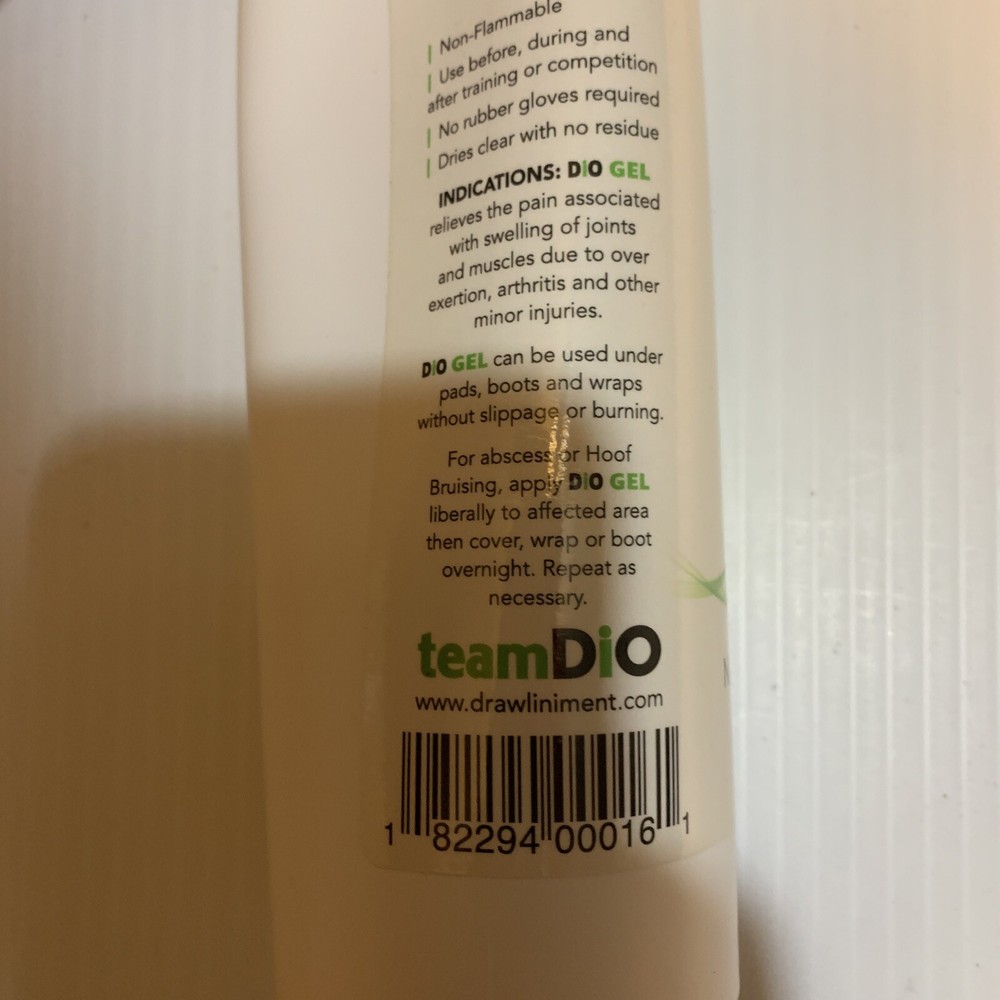 | Non-Flammable
| Use before, during and
after training or competition
| No rubber gloves required
| Dries clear with no residue
INDICATIONS: DiO GEL
relieves the pain associated
with swelling of joints
and muscles due to over
exertion, arthritis and other
minor injuries.
DiO GEL can be used under
pads, boots and wraps
without slippage or burning.
For abscess or Hoof
Bruising, apply DiO GEL
liberally to affected area
then cover, wrap or boot
overnight. Repeat as
necessary.
teamDiO
www.drawliniment.com
1 82294 00016 1